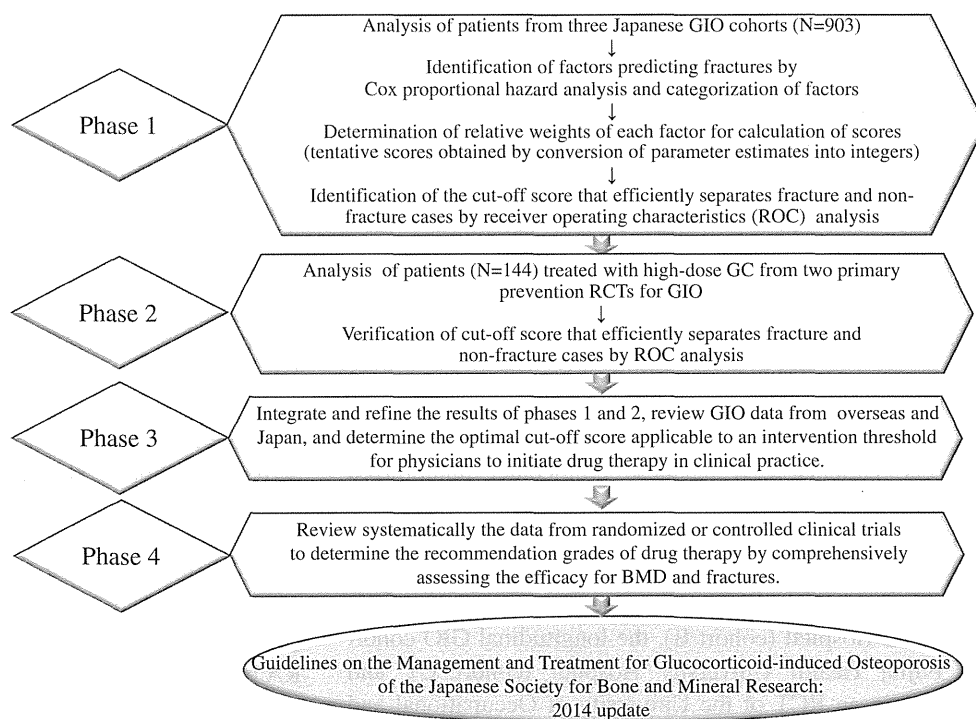 Phase 1
Analysis of patients from three Japanese GIO cohorts (N=903)
↓
Identification of factors predicting fractures by
Cox proportional hazard analysis and categorization of factors
↓
Determination of relative weights of each factor for calculation of scores
(tentative scores obtained by conversion of parameter estimates into integers)
↓
Identification of the cut-off score that efficiently separates fracture and non-
fracture cases by receiver operating characteristics (ROC) analysis
Phase 2
Analysis of patients (N=144) treated with high-dose GC from two primary
prevention RCTs for GIO
↓
Verification of cut-off score that efficiently separates fracture and
non-fracture cases by ROC analysis
Phase 3
Integrate and refine the results of phases 1 and 2, review GIO data from overseas and
Japan, and determine the optimal cut-off score applicable to an intervention threshold
for physicians to initiate drug therapy in clinical practice.
Phase 4
Review systematically the data from randomized or controlled clinical trials
to determine the recommendation grades of drug therapy by comprehensively
assessing the efficacy for BMD and fractures.
Guidelines on the Management and Treatment for Glucocorticoid-induced Osteoporosis
of the Japanese Society for Bone and Mineral Research:
2014 update